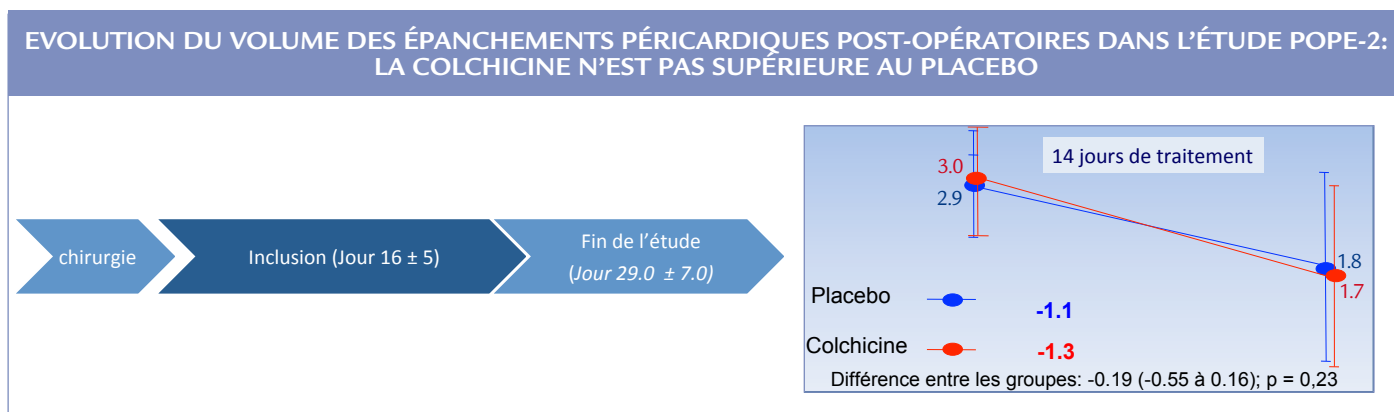 EVOLUTION DU VOLUME DES ÉPANCHEMENTS PÉRICARDIQUES POST-OPÉRATOIRES DANS L’ÉTUDE POPE-2:
LA COLCHICINE N’EST PAS SUPÉRIEURE AU PLACEBO
chirurgie
Inclusion (Jour 16 ± 5)
Fin de l’étude
(Jour 29.0 ± 7.0)
14 jours de traitement
3.0
2.9
1.8
1.7
Placebo -1.1
Colchicine -1.3
Différence entre les groupes: -0.19 (-0.55 à 0.16); p = 0,23